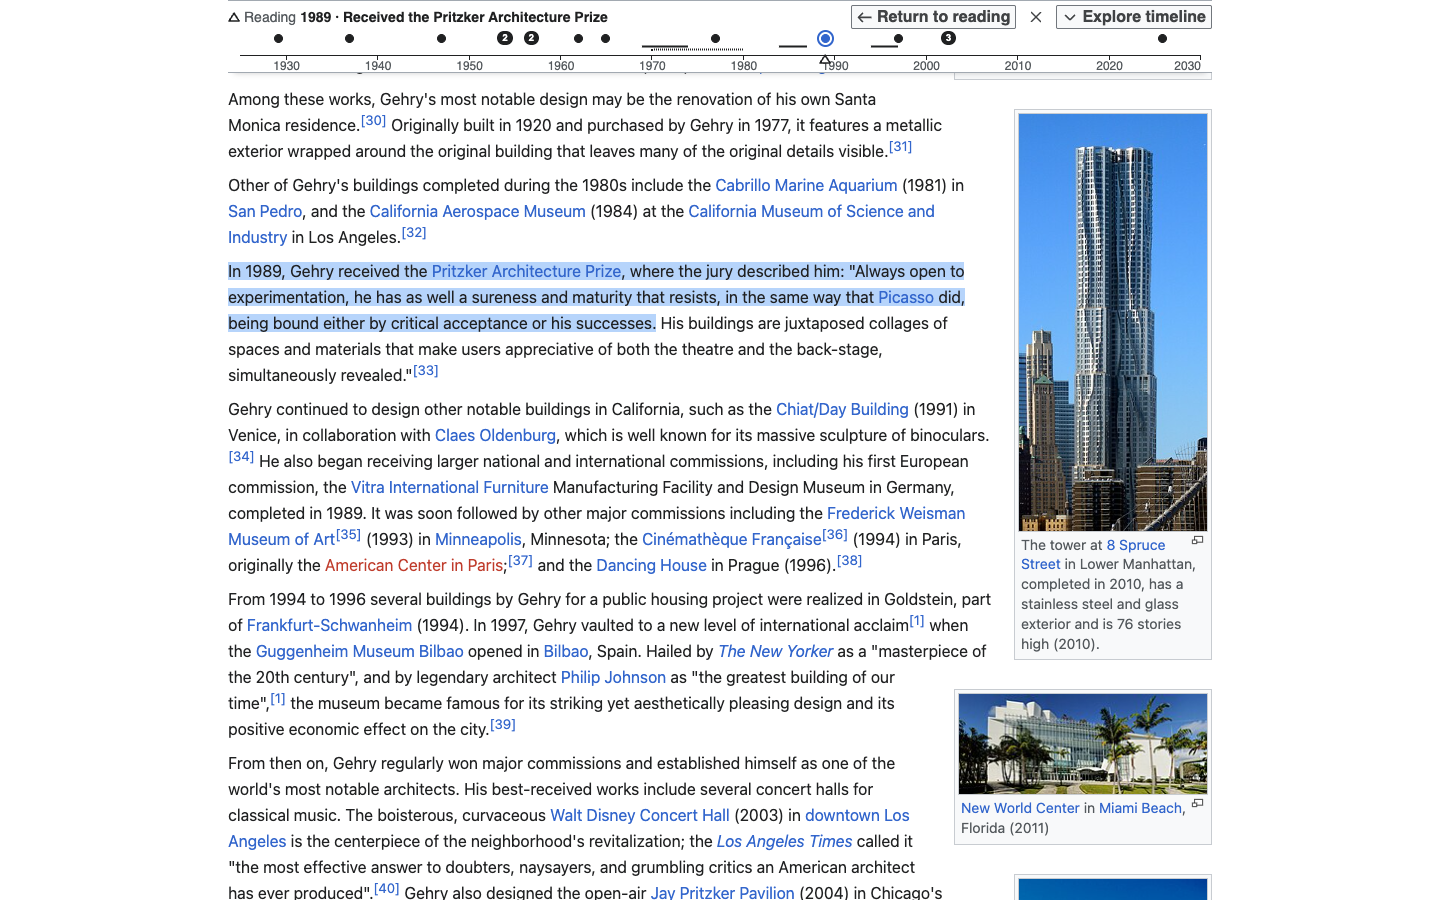 Reading 1989 · Received the Pritzker Architecture Prize
← Return to reading
Explore timeline
2 2 3
1930 1940 1950 1960 1970 1980 1990 2000 2010 2020 2030
Among these works, Gehry's most notable design may be the renovation of his own Santa
Monica residence.[30] Originally built in 1920 and purchased by Gehry in 1977, it features a metallic
exterior wrapped around the original building that leaves many of the original details visible.[31]
Other of Gehry's buildings completed during the 1980s include the Cabrillo Marine Aquarium (1981) in
San Pedro, and the California Aerospace Museum (1984) at the California Museum of Science and
Industry in Los Angeles.[32]
In 1989, Gehry received the Pritzker Architecture Prize, where the jury described him: "Always open to
experimentation, he has as well a sureness and maturity that resists, in the same way that Picasso did,
being bound either by critical acceptance or his successes. His buildings are juxtaposed collages of
spaces and materials that make users appreciative of both the theatre and the back-stage,
simultaneously revealed."[33]
Gehry continued to design other notable buildings in California, such as the Chiat/Day Building (1991) in
Venice, in collaboration with Claes Oldenburg, which is well known for its massive sculpture of binoculars.
[34] He also began receiving larger national and international commissions, including his first European
commission, the Vitra International Furniture Manufacturing Facility and Design Museum in Germany,
completed in 1989. It was soon followed by other major commissions including the Frederick Weisman
Museum of Art[35] (1993) in Minneapolis, Minnesota; the Cinémathèque Française[36] (1994) in Paris,
originally the American Center in Paris;[37] and the Dancing House in Prague (1996).[38]
From 1994 to 1996 several buildings by Gehry for a public housing project were realized in Goldstein, part
of Frankfurt-Schwanheim (1994). In 1997, Gehry vaulted to a new level of international acclaim[1] when
the Guggenheim Museum Bilbao opened in Bilbao, Spain. Hailed by The New Yorker as a "masterpiece of
the 20th century", and by legendary architect Philip Johnson as "the greatest building of our
time",[1] the museum became famous for its striking yet aesthetically pleasing design and its
positive economic effect on the city.[39]
From then on, Gehry regularly won major commissions and established himself as one of the
world's most notable architects. His best-received works include several concert halls for
classical music. The boisterous, curvaceous Walt Disney Concert Hall (2003) in downtown Los
Angeles is the centerpiece of the neighborhood's revitalization; the Los Angeles Times called it
"the most effective answer to doubters, naysayers, and grumbling critics an American architect
has ever produced".[40] Gehry also designed the open-air Jay Pritzker Pavilion (2004) in Chicago's
The tower at 8 Spruce
Street in Lower Manhattan,
completed in 2010, has a
stainless steel and glass
exterior and is 76 stories
high (2010).
New World Center in Miami Beach,
Florida (2011)